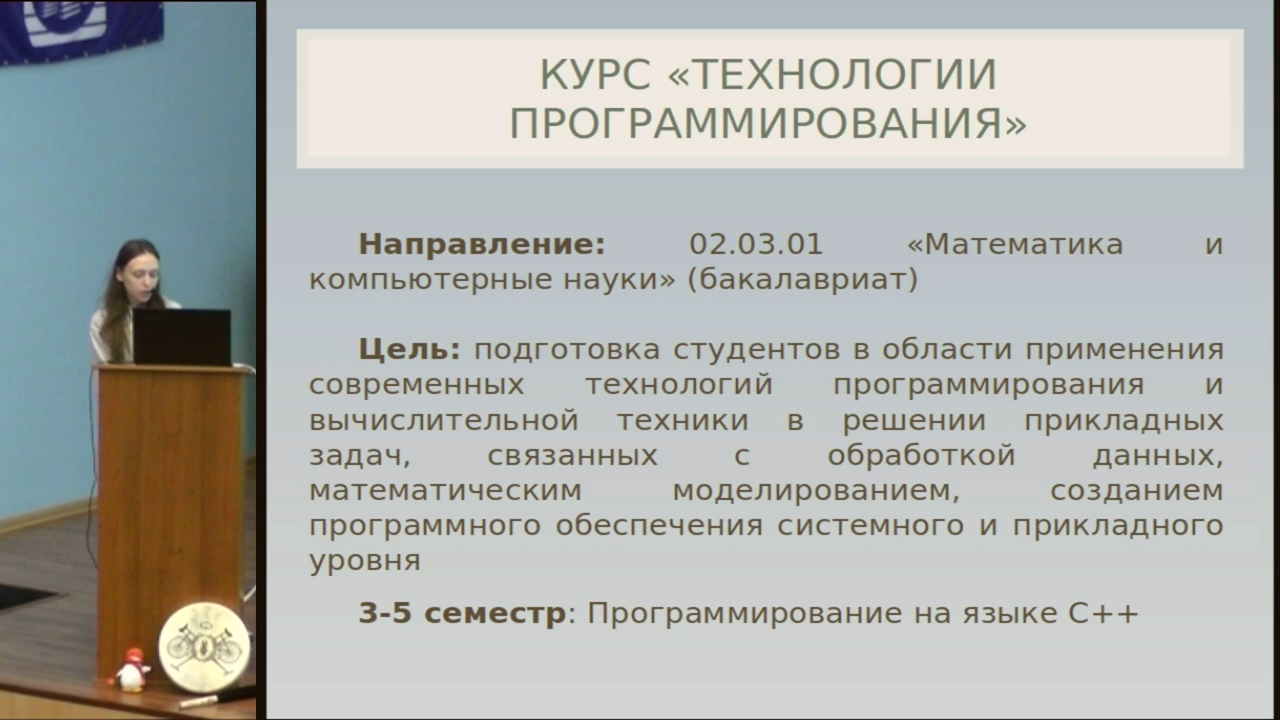 КУРС «ТЕХНОЛОГИИ
ПРОГРАММИРОВАНИЯ»
Направление: 02.03.01 «Математика и
компьютерные науки» (бакалавриат)
Цель: подготовка студентов в области применения
современных технологий программирования и
вычислительной техники в решении прикладных
задач, связанных с обработкой данных,
математическим моделированием, созданием
программного обеспечения системного и прикладного
уровня
3-5 семестр: Программирование на языке C++